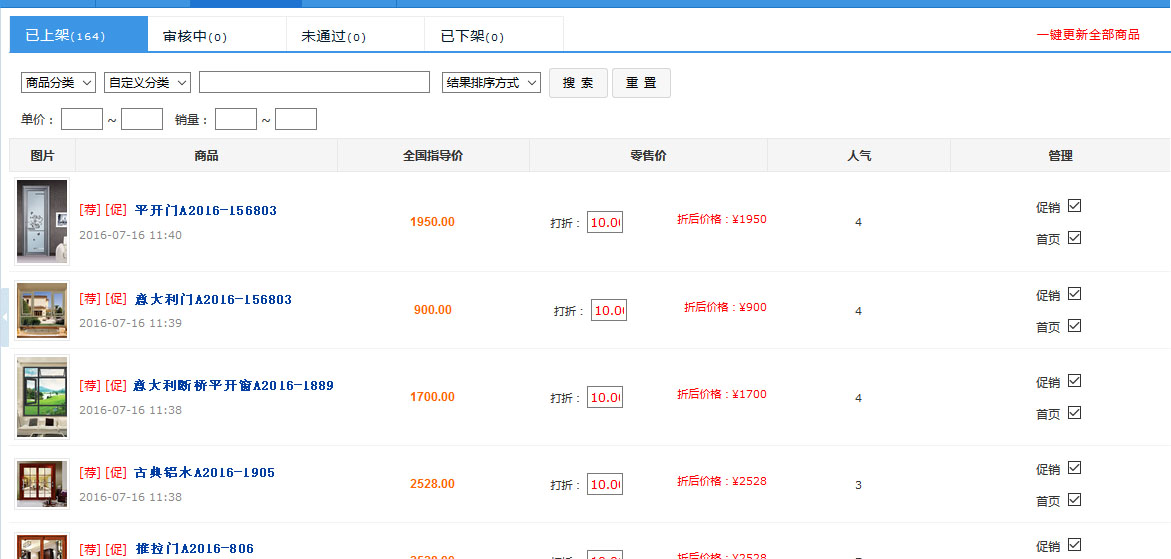 已上架(164) 审核中(0) 未通过(0) 已下架(0) 一键更新全部商品
商品分类 自定义分类 结果排序方式 搜 索 重 置
单价： ~ 销量： ~
图片 商品 全国指导价 零售价 人气 管理
[荐] [促] 平开门A2016-156803 1950.00 打折： 10.0 折后价格：¥1950 4 促销
2016-07-16 11:40 首页
[荐] [促] 意大利门A2016-156803 900.00 打折： 10.0 折后价格：¥900 4 促销
2016-07-16 11:39 首页
[荐] [促] 意大利断桥平开窗A2016-1889 1700.00 打折： 10.0 折后价格：¥1700 4 促销
2016-07-16 11:38 首页
[荐] [促] 古典铝木A2016-1905 2528.00 打折： 10.0 折后价格：¥2528 3 促销
2016-07-16 11:38 首页
[荐] [促] 推拉门A2016-806 打折： 10.0 折后价格：¥2528 促销